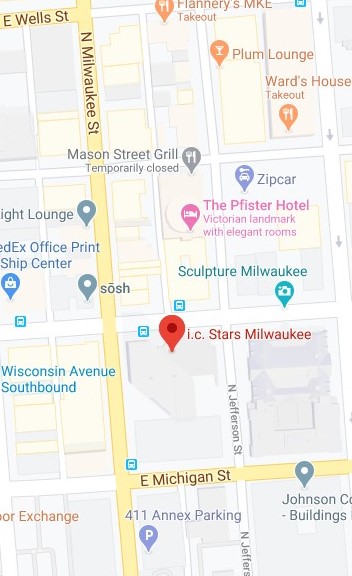 Flannery's MKE
Takeout
E Wells St
N Milwaukee St
Plum Lounge
Ward's House
Takeout
Mason Street Grill
Temporarily closed
Zipcar
The Pfister Hotel
Victorian landmark
with elegant rooms
ight Lounge
edEx Office Print
Ship Center
Sculpture Milwaukee
sōsh
i.c. Stars Milwaukee
Wisconsin Avenue
Southbound
N Jefferson St
E Michigan St
Johnson Co
- Buildings
oor Exchange
411 Annex Parking
N Jeffer